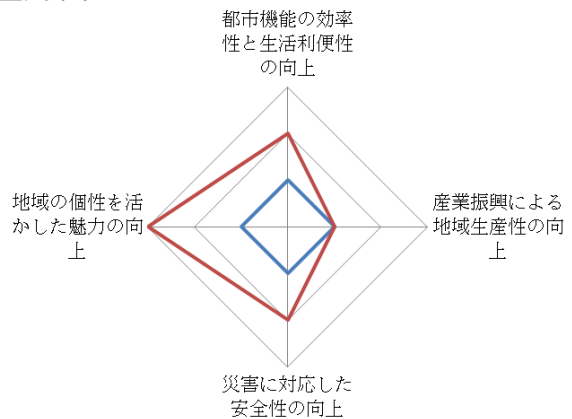 都市機能の効率
性と生活利便性
の向上
地域の個性を活
かした魅力の向
上
産業振興による
地域生産性の向
上
災害に対応した
安全性の向上